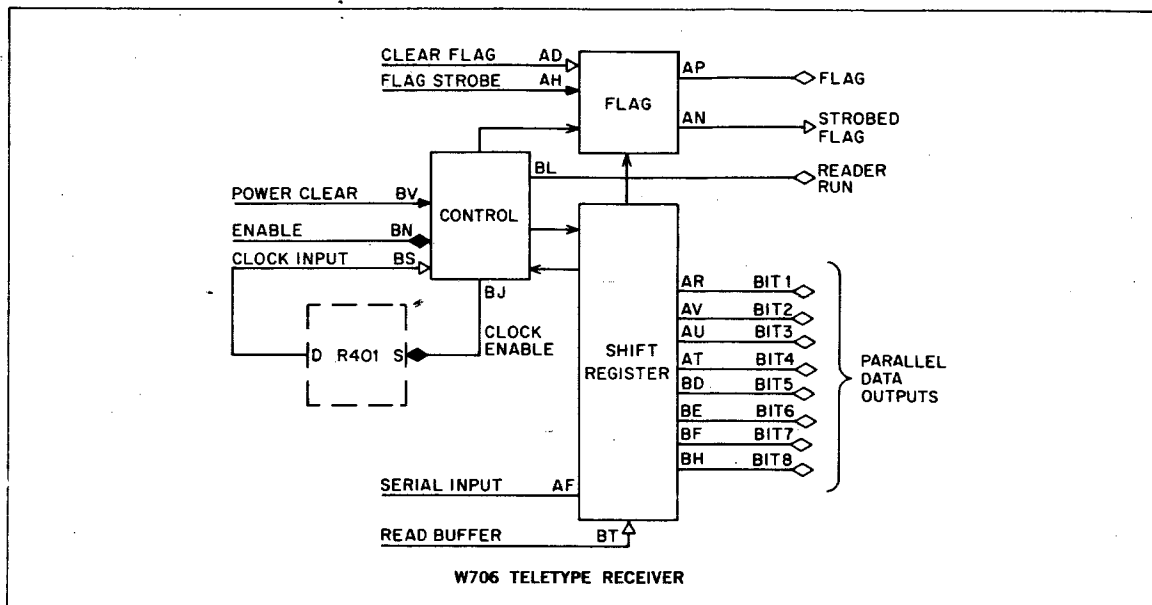 CLEAR FLAG AD
FLAG STROBE AH
FLAG
AP
FLAG
AN
STROBED
FLAG
BL
READER
RUN
POWER CLEAR BV
CONTROL
ENABLE BN
CLOCK INPUT BS
BJ
CLOCK
ENABLE
D R401 S
SHIFT
REGISTER
AR BIT1
AV BIT2
AU BIT3
AT BIT4
BD BIT5
BE BIT6
BF BIT7
BH BIT8
PARALLEL
DATA
OUTPUTS
SERIAL INPUT AF
READ BUFFER BT
W706 TELETYPE RECEIVER